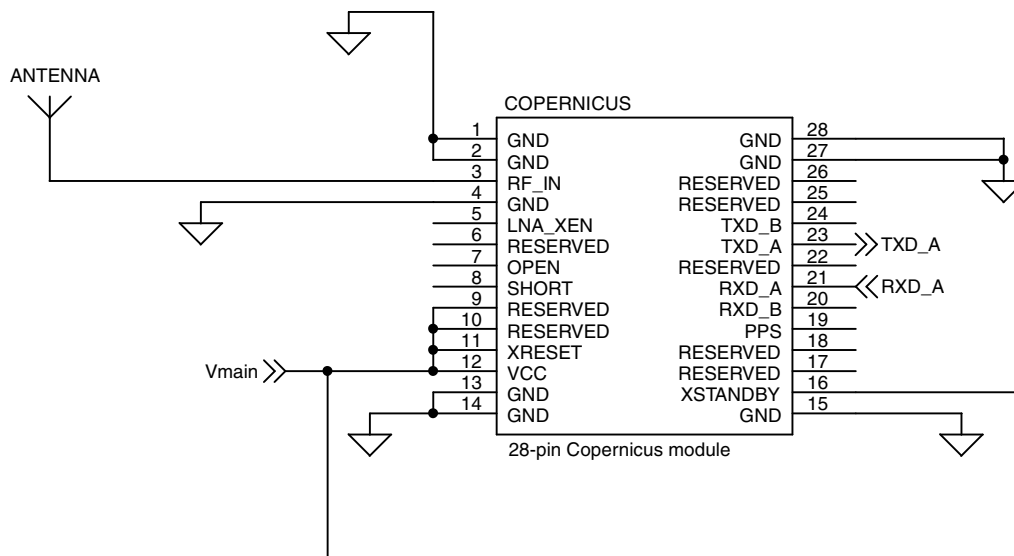 ANTENNA
COPERNICUS
1 GND
2 GND
3 RF_IN
4 GND
5 LNA_XEN
6 RESERVED
7 OPEN
8 SHORT
9 RESERVED
10 RESERVED
11 XRESET
12 VCC
13 GND
14 GND
Vmain
GND 28
GND 27
RESERVED 26
RESERVED 25
TXD_B 24
TXD_A 23 TXD_A
RESERVED 22
RXD_A 21 RXD_A
RXD_B 20
PPS 19
RESERVED 18
RESERVED 17
XSTANDBY 16
GND 15
28-pin Copernicus module